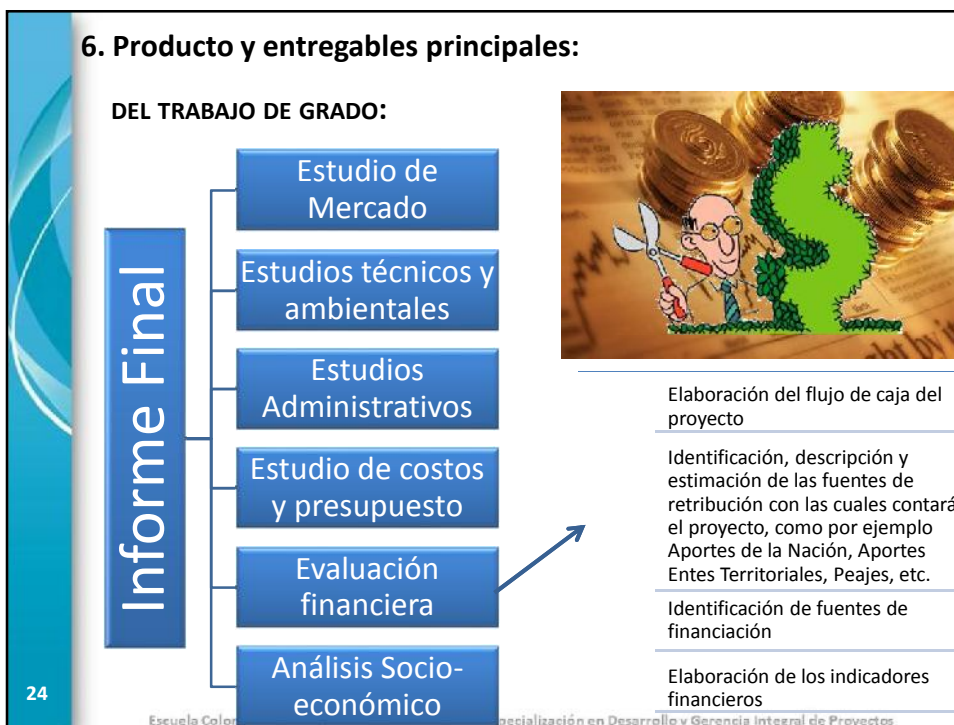 6. Producto y entregables principales:
DEL TRABAJO DE GRADO:
Informe Final
Estudio de
Mercado
Estudios técnicos y
ambientales
Estudios
Administrativos
Estudio de costos
y presupuesto
Evaluación
financiera
Análisis Socio-
económico
Elaboración del flujo de caja del
proyecto
Identificación, descripción y
estimación de las fuentes de
retribución con las cuales contará
el proyecto, como por ejemplo
Aportes de la Nación, Aportes
Entes Territoriales, Peajes, etc.
Identificación de fuentes de
financiación
Elaboración de los indicadores
financieros
24
Escuela Color
pecialización en Desarrollo y Gerencia Integral de Proyectos